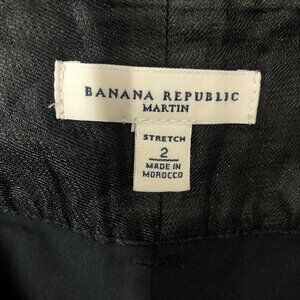 BANANA REPUBLIC
MARTIN
STRETCH
2
MADE IN
MOROCCO